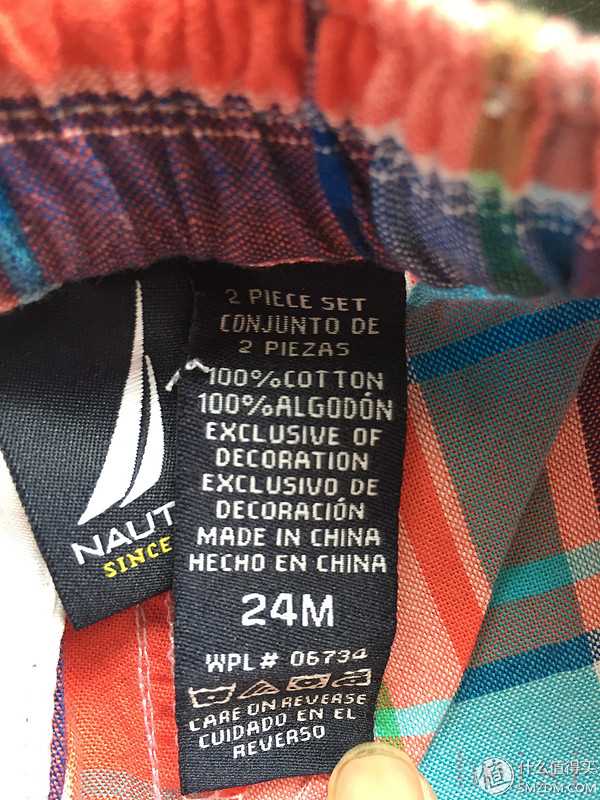 2 PIECE SET
CONJUNTO DE
2 PIEZAS
100%COTTON
100%ALGODÓN
EXCLUSIVE OF
DECORATION
EXCLUSIVO DE
DECORACIÓN
MADE IN CHINA
HECHO EN CHINA
24M
WPL# 06734
CARE ON REVERSE
CUIDADO EN EL
REVERSO
NAUT
SINCE
值 什么值得买
SMZDM.COM